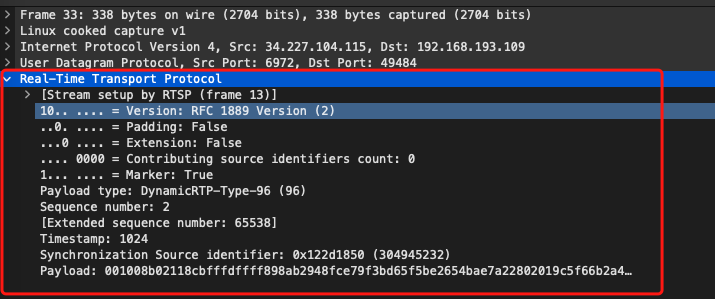 Frame 33: 338 bytes on wire (2704 bits), 338 bytes captured (2704 bits)
Linux cooked capture v1
Internet Protocol Version 4, Src: 34.227.104.115, Dst: 192.168.193.109
User Datagram Protocol, Src Port: 6972, Dst Port: 49484
Real-Time Transport Protocol
[Stream setup by RTSP (frame 13)]
10.. .... = Version: RFC 1889 Version (2)
..0. .... = Padding: False
...0 .... = Extension: False
.... 0000 = Contributing source identifiers count: 0
1... .... = Marker: True
Payload type: DynamicRTP-Type-96 (96)
Sequence number: 2
[Extended sequence number: 65538]
Timestamp: 1024
Synchronization Source identifier: 0x122d1850 (304945232)
Payload: 001008b02118cbfffdffff898ab2948fce79f3bd65f5be2654bae7a22802019c5f66b2a4…